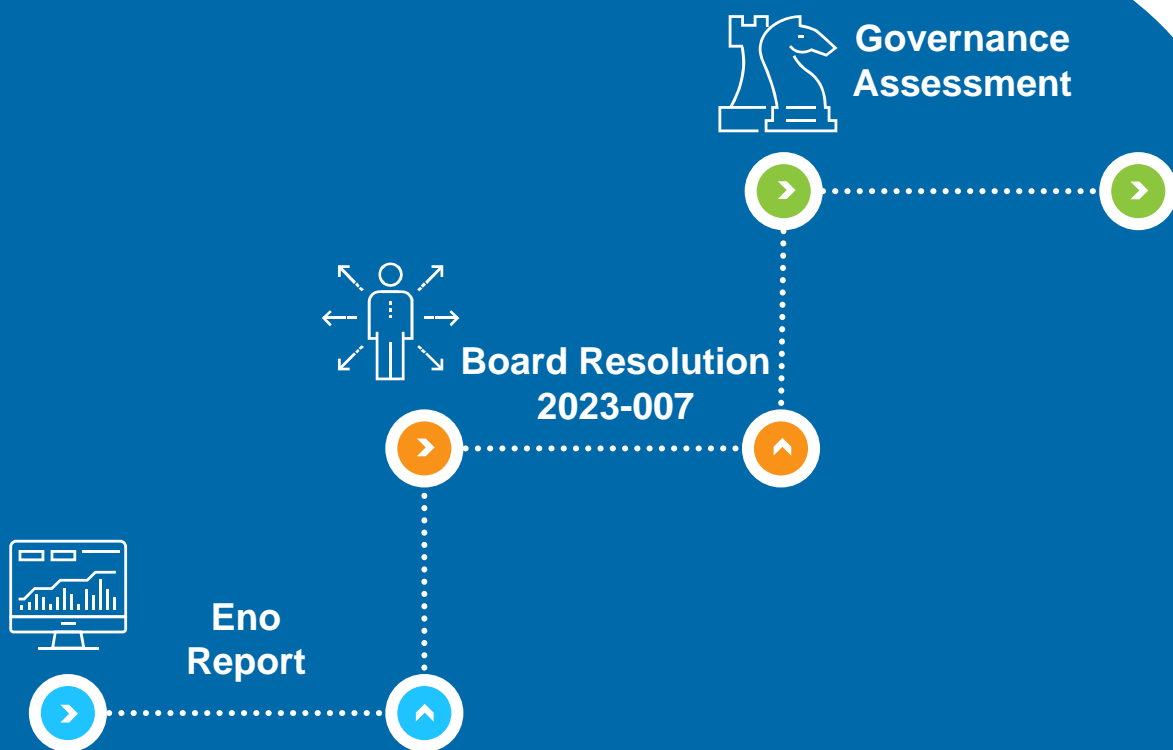 Governance
Assessment
Board Resolution
2023-007
Eno
Report